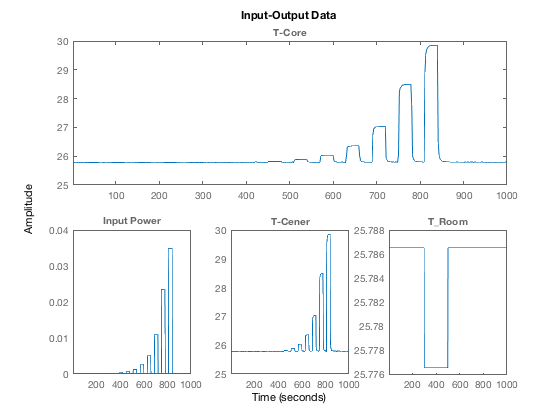 Input-Output Data
T-Core
30
29
28
27
26
25
100 200 300 400 500 600 700 800 900 1000
Amplitude
Input Power
0.04
0.03
0.02
0.01
0
200 400 600 800 1000
T-Cener
30
29
28
27
26
25
200 400 600 800 1000
T_Room
25.788
25.786
25.784
25.782
25.78
25.778
25.776
200 400 600 800 1000
Time (seconds)